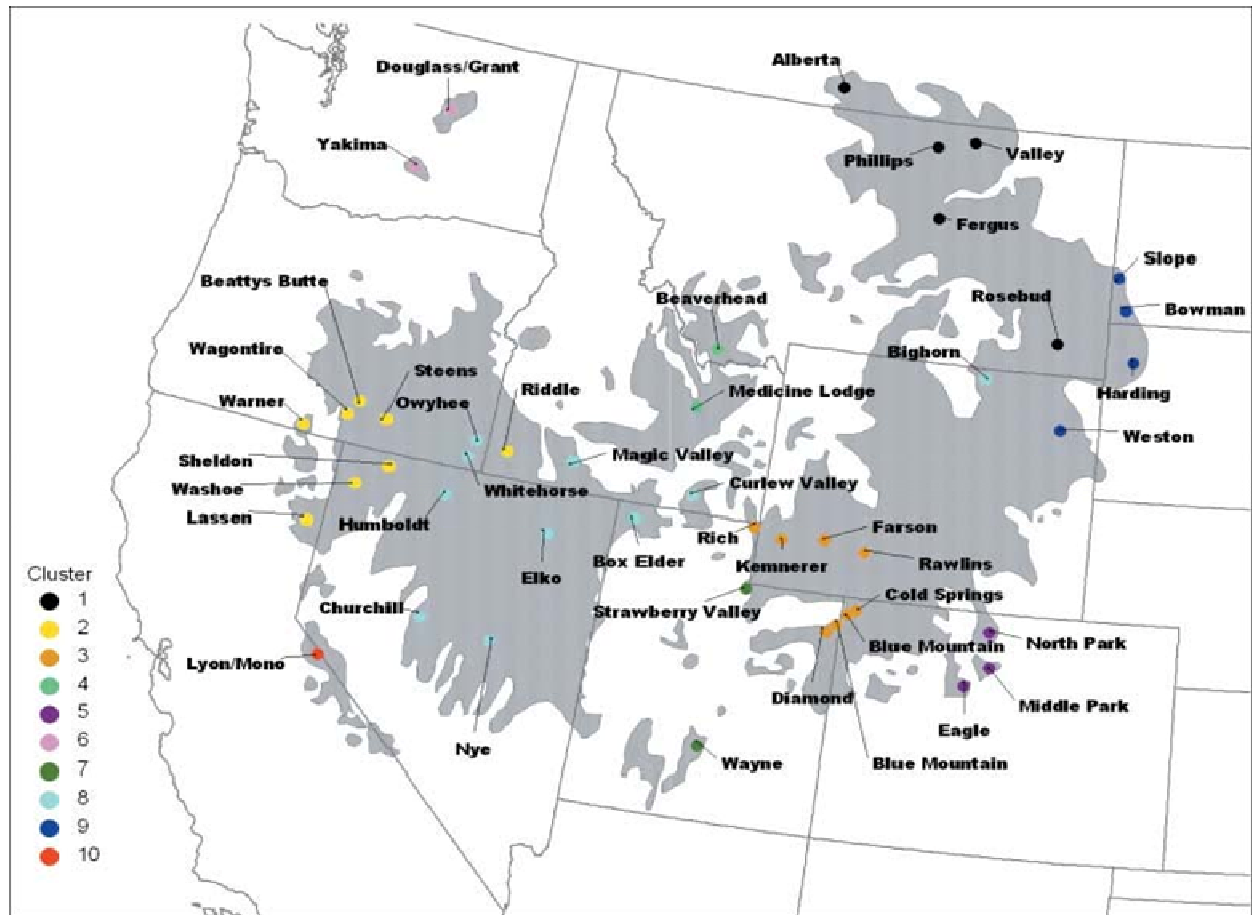 Alberta
Douglass/Grant
Yakima
Phillips
Valley
Fergus
Slope
Beattys Butte
Beaverhead
Rosebud
Bowman
Wagontire
Steens
Bighorn
Warner
Owyhee
Riddle
Medicine Lodge
Harding
Weston
Sheldon
Magic Valley
Washoe
Whitehorse
Curlew Valley
Lassen
Humboldt
Rich
Farson
Elko
Box Elder
Kemnerer
Rawlins
Cluster
1
2
3
4
5
6
7
8
9
10
Churchill
Strawberry Valley
Cold Springs
Blue Mountain
North Park
Lyon/Mono
Diamond
Middle Park
Eagle
Nye
Wayne
Blue Mountain